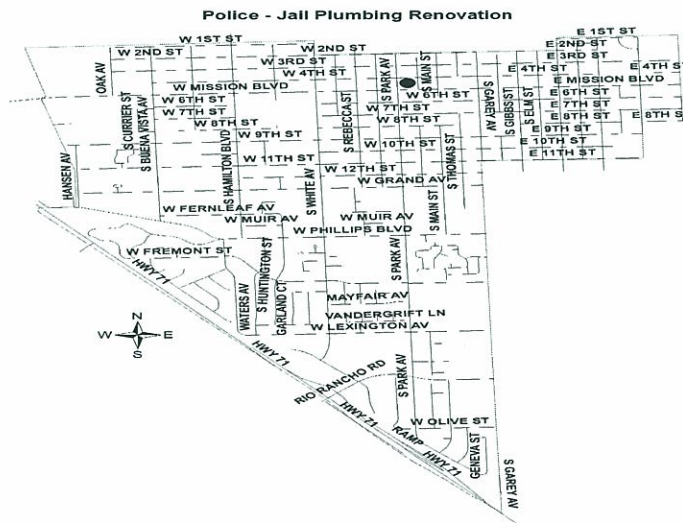 Police - Jail Plumbing Renovation
E 1ST ST
W 1ST ST
E 2ND ST
W 2ND ST
W 2ND ST
E 3RD ST
W 3RD ST
E 4TH ST
E 4TH ST
W 4TH ST
OAK AV
S PARK AV
S MAIN ST
E MISSION BLVD
W MISSION BLVD
S GAREY AV
S GIBBS ST
S ELM ST
W 6TH ST
W 6TH ST
E 6TH ST
S CURRIER ST
S BUENA VISTA AV
S REBECCA ST
W 7TH ST
W 7TH ST
E 7TH ST
W 8TH ST
W 8TH ST
E 8TH ST
E 8TH ST
W 9TH ST
E 9TH ST
W 10TH ST
E 10TH ST
S THOMAS ST
W 11TH ST
E 11TH ST
HANSEN AV
S HAMILTON BLVD
S WHITE AV
W 12TH ST
W GRAND AV
W FERNLEAF AV
W MUIR AV
W MUIR AV
S MAIN ST
W PHILLIPS BLVD
W FREMONT ST
HWY 71
WATERS AV
S HUNTINGTON ST
GARLAND CT
S PARK AV
MAYFAIR AV
VANDERGRIFT LN
W LEXINGTON AV
N
W
E
S
HWY 71
RIO RANCHO RD
S PARK AV
HWY 71
RAMP
W OLIVE ST
HWY 71
GENEVA ST
S GAREY AV